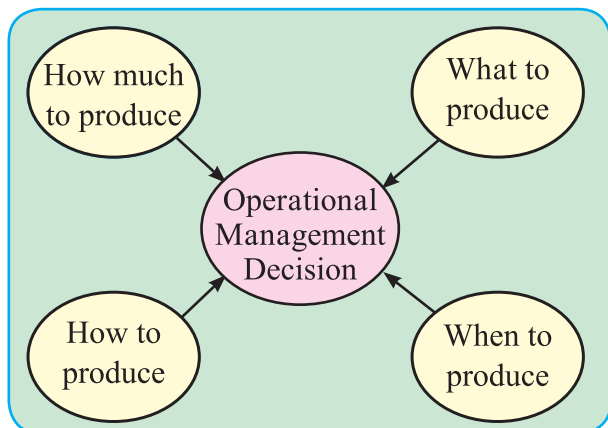 How much
to produce
What to
produce
Operational
Management
Decision
How to
produce
When to
produce